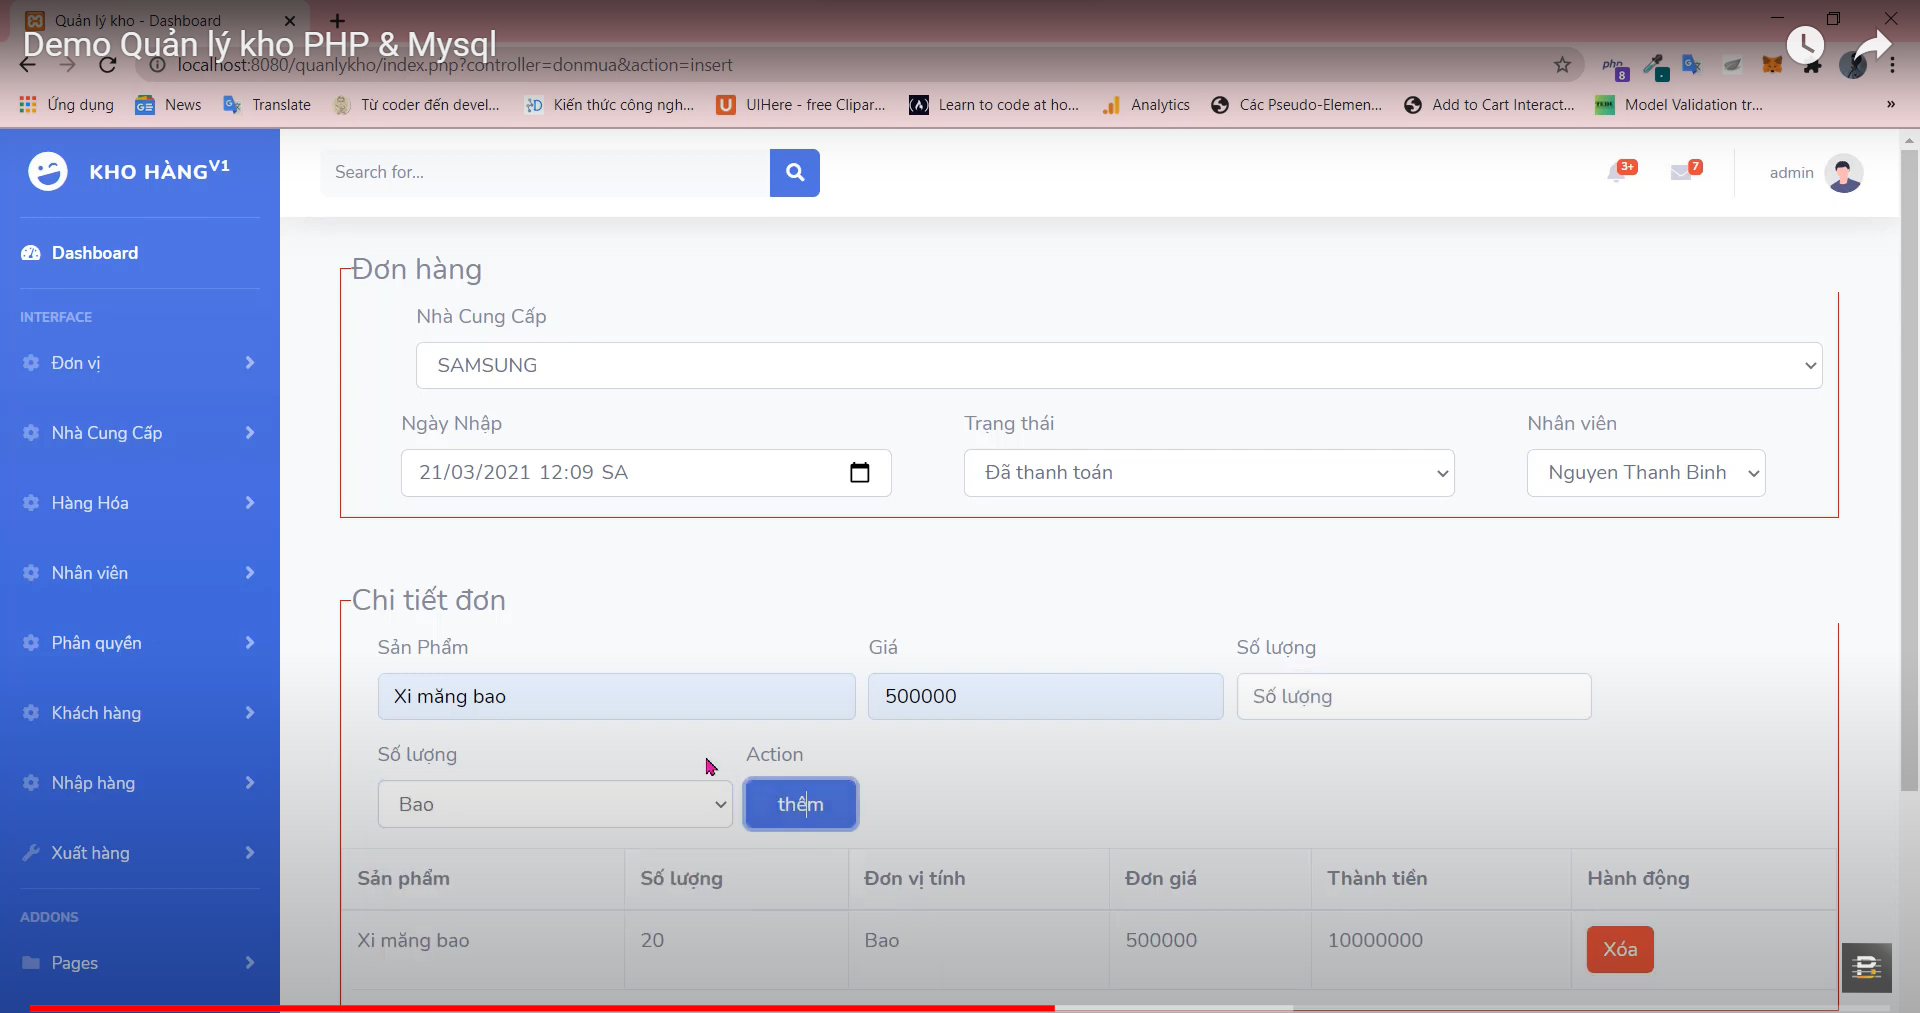 Quản lý kho - Dashboard
Demo Quản lý kho PHP & Mysql
localhost:8080/quanlykho/index.php?controller=donmua&action=insert
php
8
Ứng dụng
GE
News
Translate
Từ coder đến devel...
Kiến thức công ngh...
UIHere - free Clipar...
Learn to code at ho...
Analytics
Các Pseudo-Elemen...
Add to Cart Interact...
Model Validation tr...
»
KHO HÀNG V1
Search for...
3+
7
admin
Dashboard
INTERFACE
Đơn vị
Nhà Cung Cấp
Hàng Hóa
Nhân viên
Phân quyền
Khách hàng
Nhập hàng
Xuất hàng
ADDONS
Pages
Đơn hàng
Nhà Cung Cấp
SAMSUNG
Ngày Nhập
Trạng thái
Nhân viên
21/03/2021 12:09 SA
Đã thanh toán
Nguyen Thanh Binh
Chi tiết đơn
Sản Phẩm
Giá
Số lượng
Xi măng bao
500000
Số lượng
Số lượng
Action
Bao
thêm
Sản phẩm
Số lượng
Đơn vị tính
Đơn giá
Thành tiền
Hành động
Xi măng bao
20
Bao
500000
10000000
Xóa